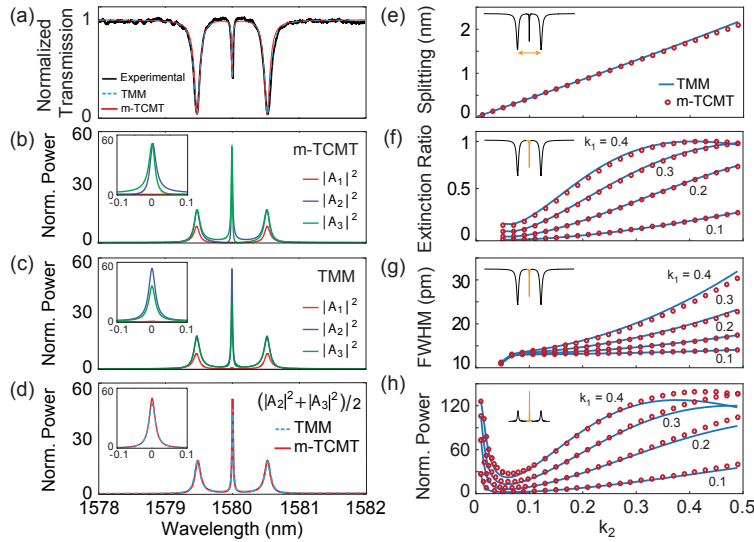 (a)
Normalized Transmission
1
0
Experimental
TMM
m-TCMT
(b)
Norm. Power
60
30
0
60
0
-0.1 0 0.1
m-TCMT
|A₁|²
|A₂|²
|A₃|²
(c)
Norm. Power
60
30
0
60
0
-0.1 0 0.1
TMM
|A₁|²
|A₂|²
|A₃|²
(d)
Norm. Power
60
30
0
60
0
-0.1 0 0.1
(|A₂|²+|A₃|²)/2
TMM
m-TCMT
1578 1579 1580 1581 1582
Wavelength (nm)
(e)
Splitting (nm)
2
1
0
TMM
m-TCMT
(f)
Extinction Ratio
1
0.5
0
k₁ = 0.4
0.3
0.2
0.1
(g)
FWHM (pm)
30
20
10
k₁ = 0.4
0.3
0.2
0.1
(h)
Norm. Power
120
80
40
0
k₁ = 0.4
0.3
0.2
0.1
0 0.1 0.2 0.3 0.4 0.5
k₂